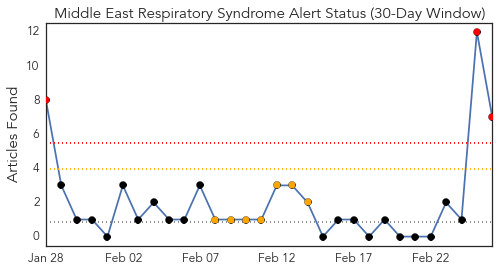 Middle East Respiratory Syndrome Alert Status (30-Day Window)
Articles Found
12
10
8
6
4
2
0
Jan 28
Feb 02
Feb 07
Feb 12
Feb 17
Feb 22